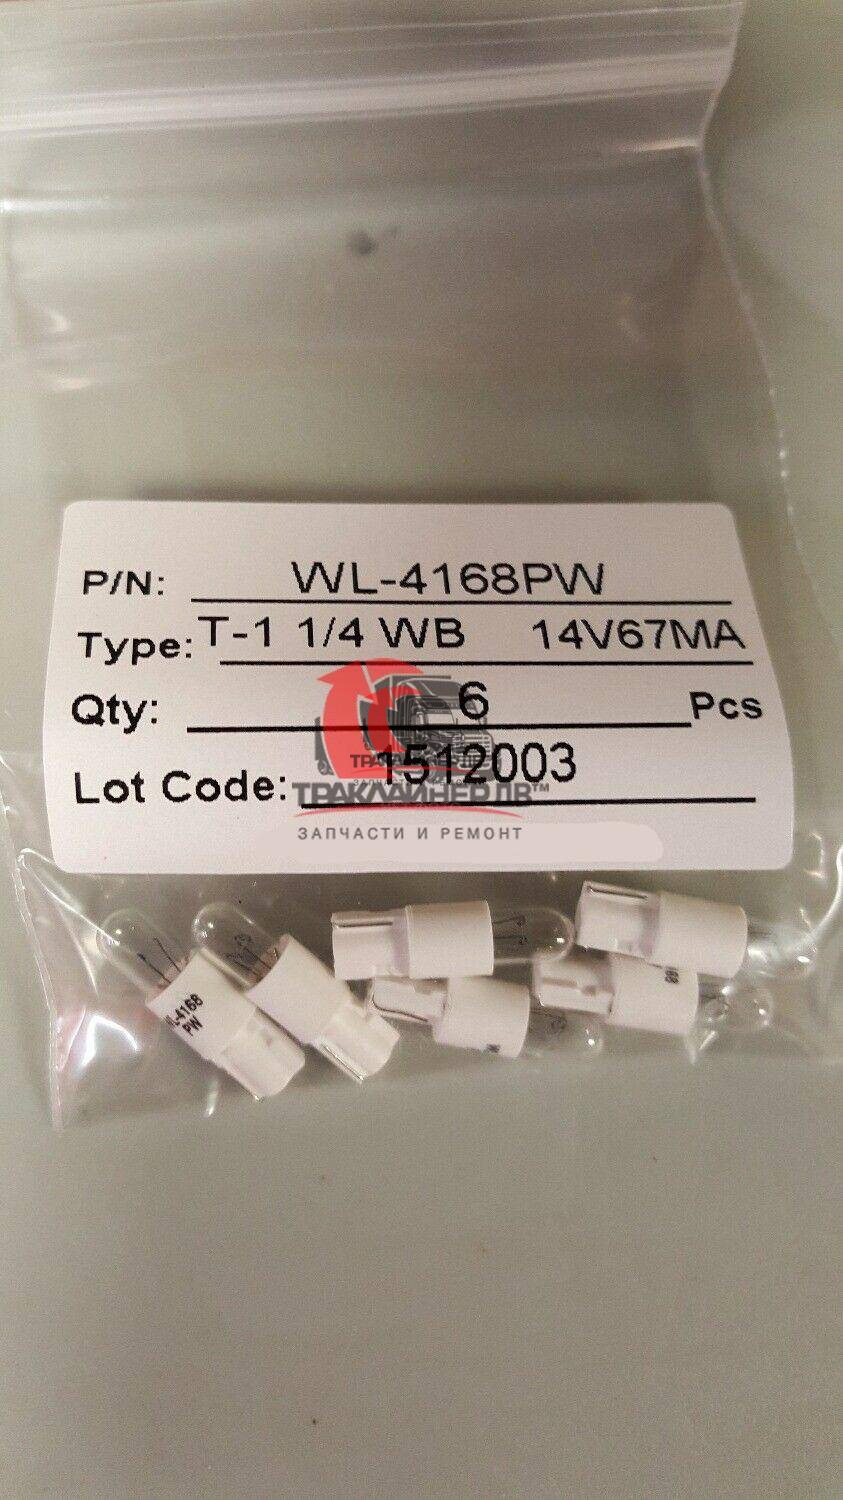 P/N: WL-4168PW
Type: T-1 1/4 WB 14V67MA
Qty: 6 Pcs
Lot Code: 1512003
ТРАКЛАЙНЕР ДВ™
ЗАПЧАСТИ И РЕМОНТ
WL-4168
PW